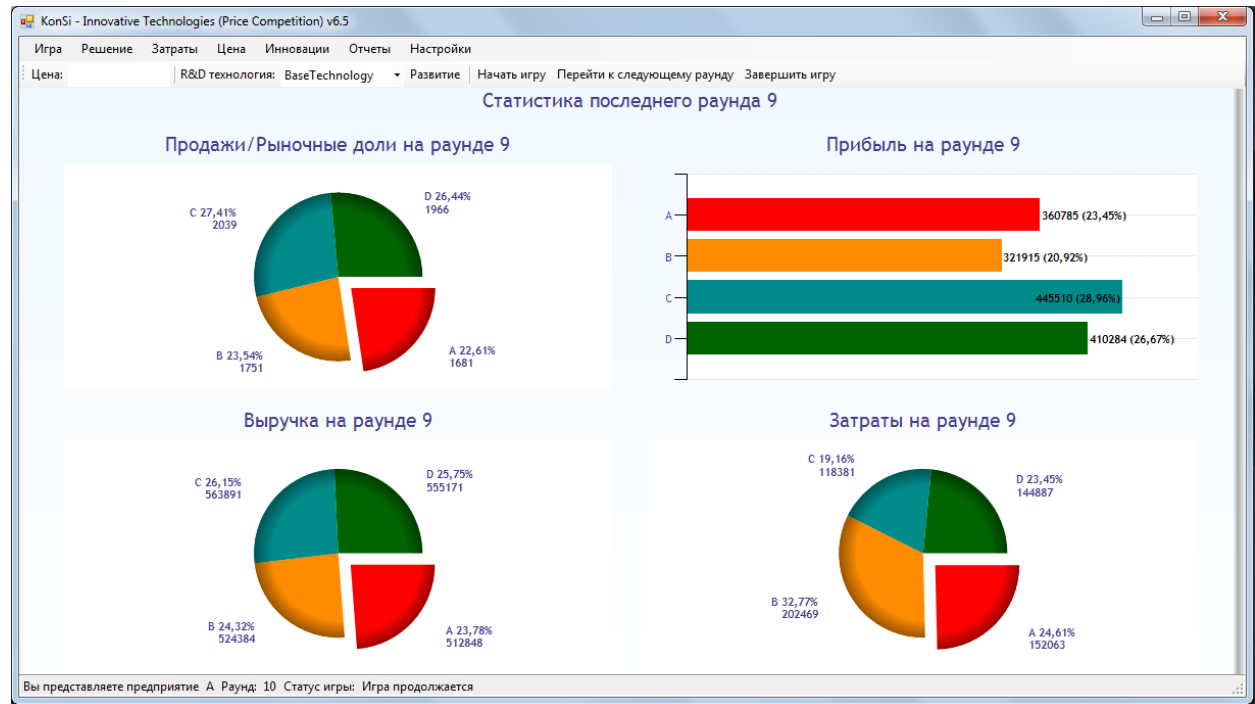 KonSi - Innovative Technologies (Price Competition) v6.5
Игра Решение Затраты Цена Инновации Отчеты Настройки
Цена: R&D технология: BaseTechnology Развитие Начать игру Перейти к следующему раунду Завершить игру
Статистика последнего раунда 9
Продажи/Рыночные доли на раунде 9
D 26,44%
1966
C 27,41%
2039
B 23,54%
1751
A 22,61%
1681
Прибыль на раунде 9
A 360785 (23,45%)
B 321915 (20,92%)
C 445510 (28,96%)
D 410284 (26,67%)
Выручка на раунде 9
D 25,75%
555171
C 26,15%
563891
B 24,32%
524384
A 23,78%
512848
Затраты на раунде 9
C 19,16%
118381
D 23,45%
144887
B 32,77%
202469
A 24,61%
152063
Вы представляете предприятие A Раунд: 10 Статус игры: Игра продолжается